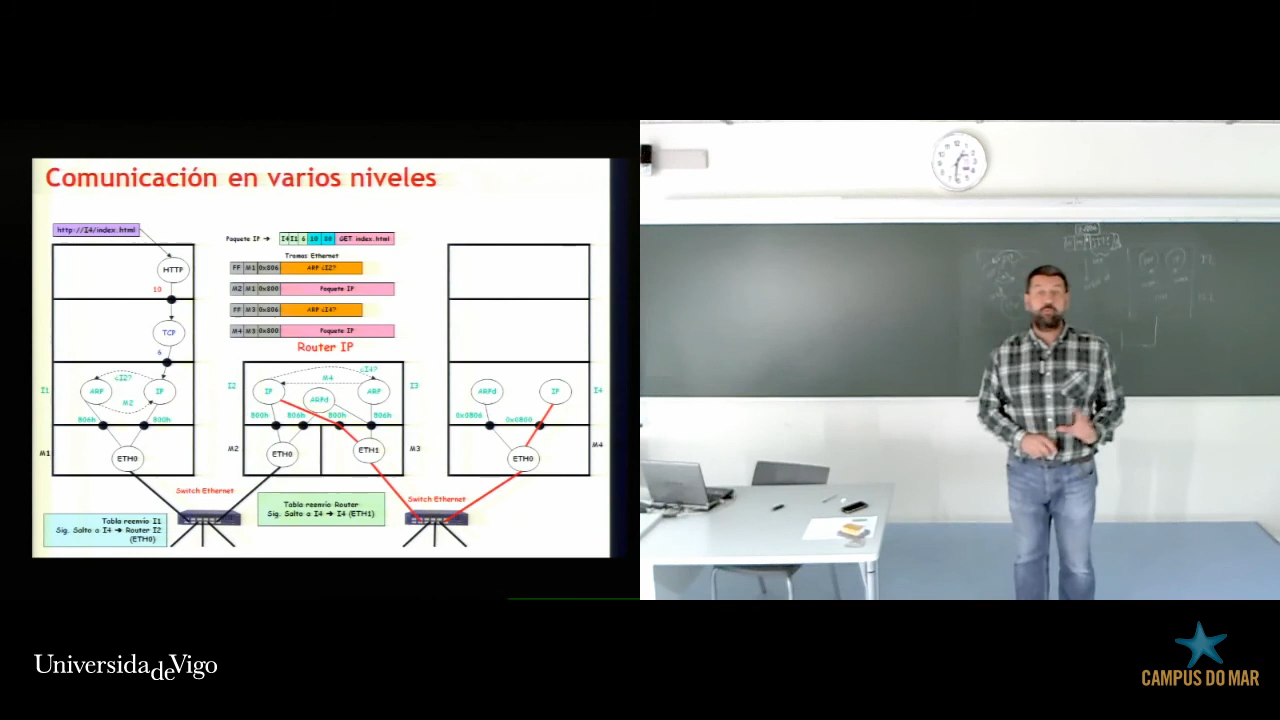 Comunicación en varios niveles
http://I4/index.html
Paquete IP → I4 I1 6 10 80 GET index.html
Tramas Ethernet
FF M1 0x806 ARP ¿I2?
M2 M1 0x800 Paquete IP
FF M3 0x806 ARP ¿I4?
M4 M3 0x800 Paquete IP
Router IP
HTTP
10
TCP
6
I1
¿I2?
ARP
IP
M2
806h
800h
M1
ETH0
I2
¿I4?
M4
IP
ARPd
ARP
I3
800h
806h
800h
806h
M2
ETH0
ETH1
M3
ARPd
IP
I4
0x0806
0x0800
ETH0
M4
Switch Ethernet
Switch Ethernet
Tabla reenvio I1
Sig. Salto a I4 → Router I2
(ETH0)
Tabla reenvio Router
Sig. Salto a I4 → I4 (ETH1)
UniversidadeVigo
CAMPUS DO MAR